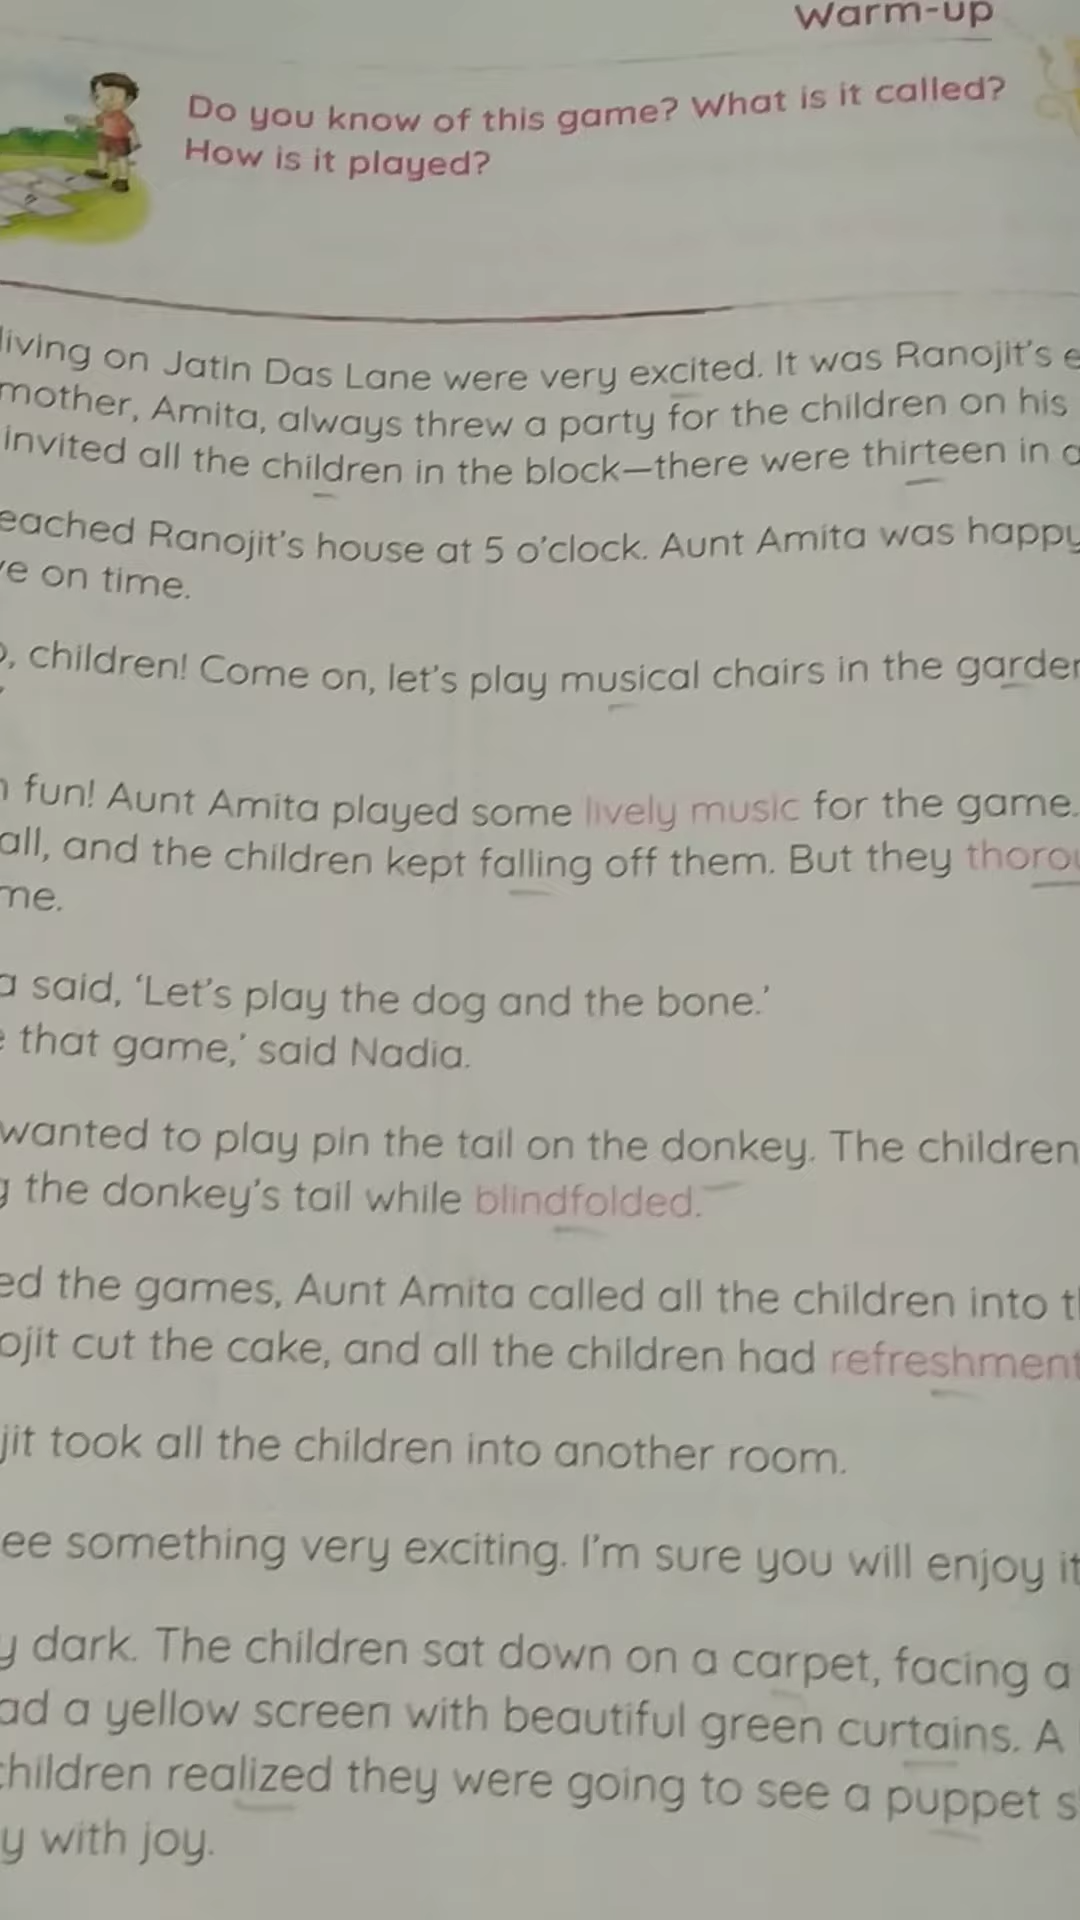 Warm-up
Do you know of this game? What is it called?
How is it played?
living on Jatin Das Lane were very excited. It was Ranojit's
mother, Amita, always threw a party for the children on his
invited all the children in the block—there were thirteen in
Ranojit's house at 5 o'clock. Aunt Amita was happy
on time.
children! Come on, let's play musical chairs in the garden
fun! Aunt Amita played some lively music for the game.
all, and the children kept falling off them. But they
said, 'Let's play the dog and the bone.'
that game,' said Nadia.
wanted to play pin the tail on the donkey. The children
the donkey's tail while blindfolded.
the games, Aunt Amita called all the children into
cut the cake, and all the children had refreshment
took all the children into another room.
something very exciting. I'm sure you will enjoy it
dark. The children sat down on a carpet, facing a
a yellow screen with beautiful green curtains. A
children realized they were going to see a puppet
with joy.